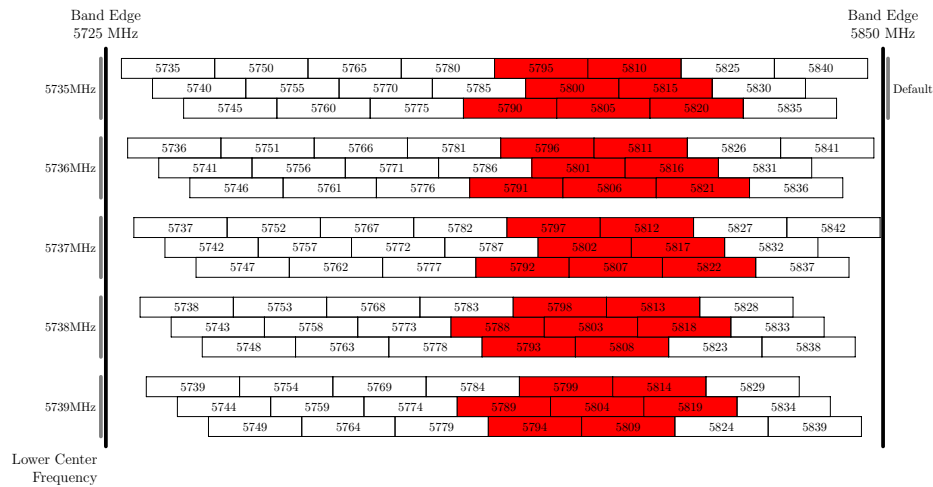 Band Edge
5725 MHz
Band Edge
5850 MHz
5735 5750 5765 5780 5795 5810 5825 5840
5735MHz 5740 5755 5770 5785 5800 5815 5830 Default
5745 5760 5775 5790 5805 5820 5835
5736 5751 5766 5781 5796 5811 5826 5841
5736MHz 5741 5756 5771 5786 5801 5816 5831
5746 5761 5776 5791 5806 5821 5836
5737 5752 5767 5782 5797 5812 5827 5842
5737MHz 5742 5757 5772 5787 5802 5817 5832
5747 5762 5777 5792 5807 5822 5837
5738 5753 5768 5783 5798 5813 5828
5738MHz 5743 5758 5773 5788 5803 5818 5833
5748 5763 5778 5793 5808 5823 5838
5739 5754 5769 5784 5799 5814 5829
5739MHz 5744 5759 5774 5789 5804 5819 5834
5749 5764 5779 5794 5809 5824 5839
Lower Center
Frequency